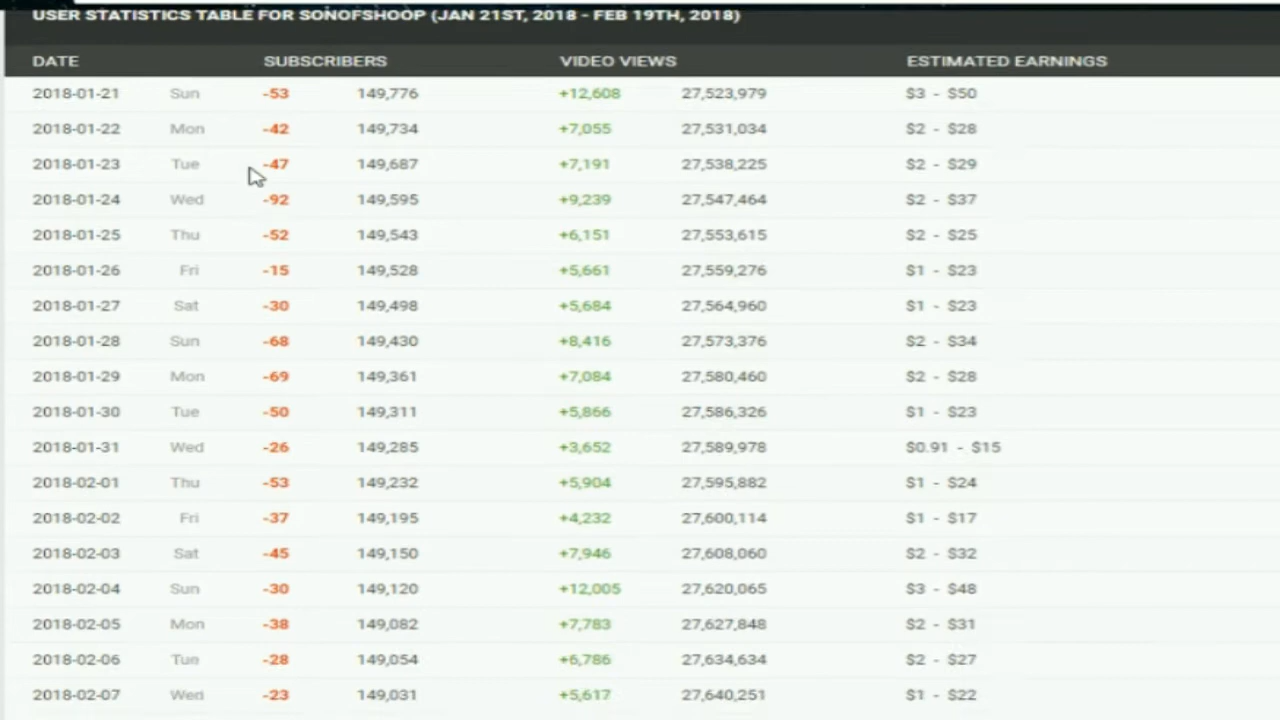 USER STATISTICS TABLE FOR SONOFSHOOP (JAN 21ST, 2018 - FEB 19TH, 2018)
DATE SUBSCRIBERS VIDEO VIEWS ESTIMATED EARNINGS
2018-01-21 Sun -53 149,776 +12,608 27,523,979 $3 - $50
2018-01-22 Mon -42 149,734 +7,055 27,531,034 $2 - $28
2018-01-23 Tue -47 149,687 +7,191 27,538,225 $2 - $29
2018-01-24 Wed -92 149,595 +9,239 27,547,464 $2 - $37
2018-01-25 Thu -52 149,543 +6,151 27,553,615 $2 - $25
2018-01-26 Fri -15 149,528 +5,661 27,559,276 $1 - $23
2018-01-27 Sat -30 149,498 +5,684 27,564,960 $1 - $23
2018-01-28 Sun -68 149,430 +8,416 27,573,376 $2 - $34
2018-01-29 Mon -69 149,361 +7,084 27,580,460 $2 - $28
2018-01-30 Tue -50 149,311 +5,866 27,586,326 $1 - $23
2018-01-31 Wed -26 149,285 +3,652 27,589,978 $0.91 - $15
2018-02-01 Thu -53 149,232 +5,904 27,595,882 $1 - $24
2018-02-02 Fri -37 149,195 +4,232 27,600,114 $1 - $17
2018-02-03 Sat -45 149,150 +7,946 27,608,060 $2 - $32
2018-02-04 Sun -30 149,120 +12,005 27,620,065 $3 - $48
2018-02-05 Mon -38 149,082 +7,783 27,627,848 $2 - $31
2018-02-06 Tue -28 149,054 +6,786 27,634,634 $2 - $27
2018-02-07 Wed -23 149,031 +5,617 27,640,251 $1 - $22